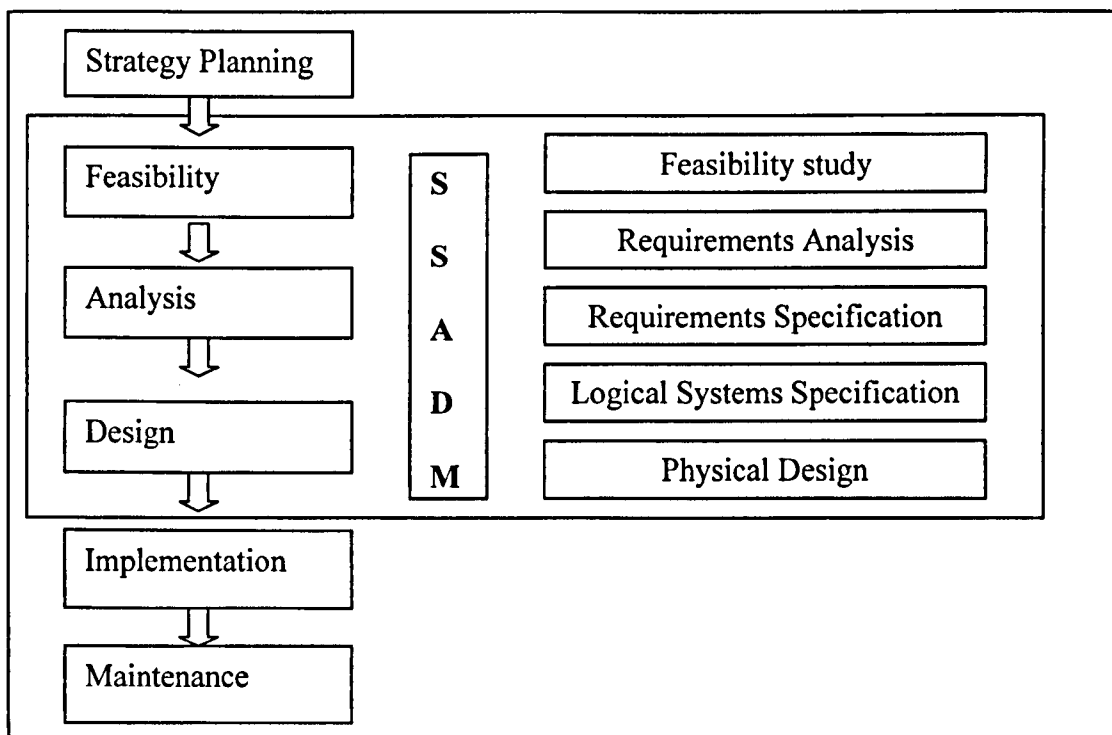 Strategy Planning
Feasibility
Analysis
Design
Implementation
Maintenance
S
S
A
D
M
Feasibility study
Requirements Analysis
Requirements Specification
Logical Systems Specification
Physical Design